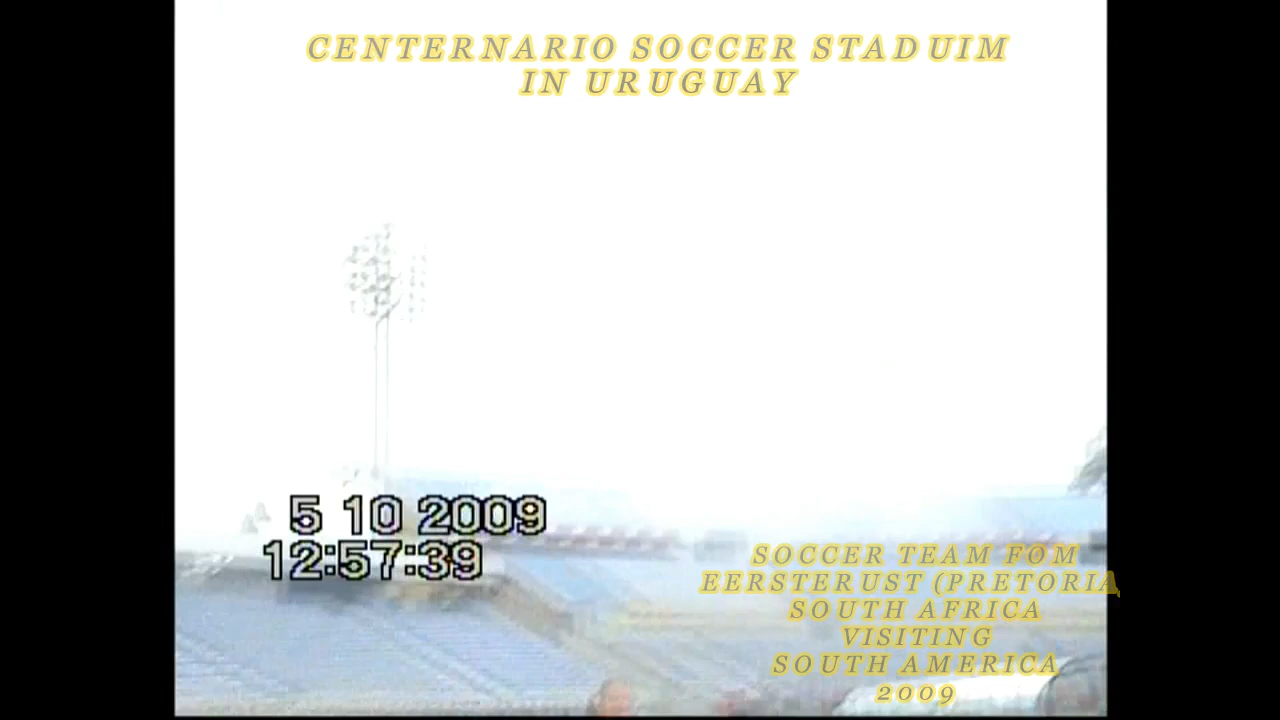 CENTERNARIO SOCCER STADUIM
IN URUGUAY
5 10 2009
12:57:39
SOCCER TEAM FOM
EERSTERUST (PRETORIA
SOUTH AFRICA
VISITING
SOUTH AMERICA
2009